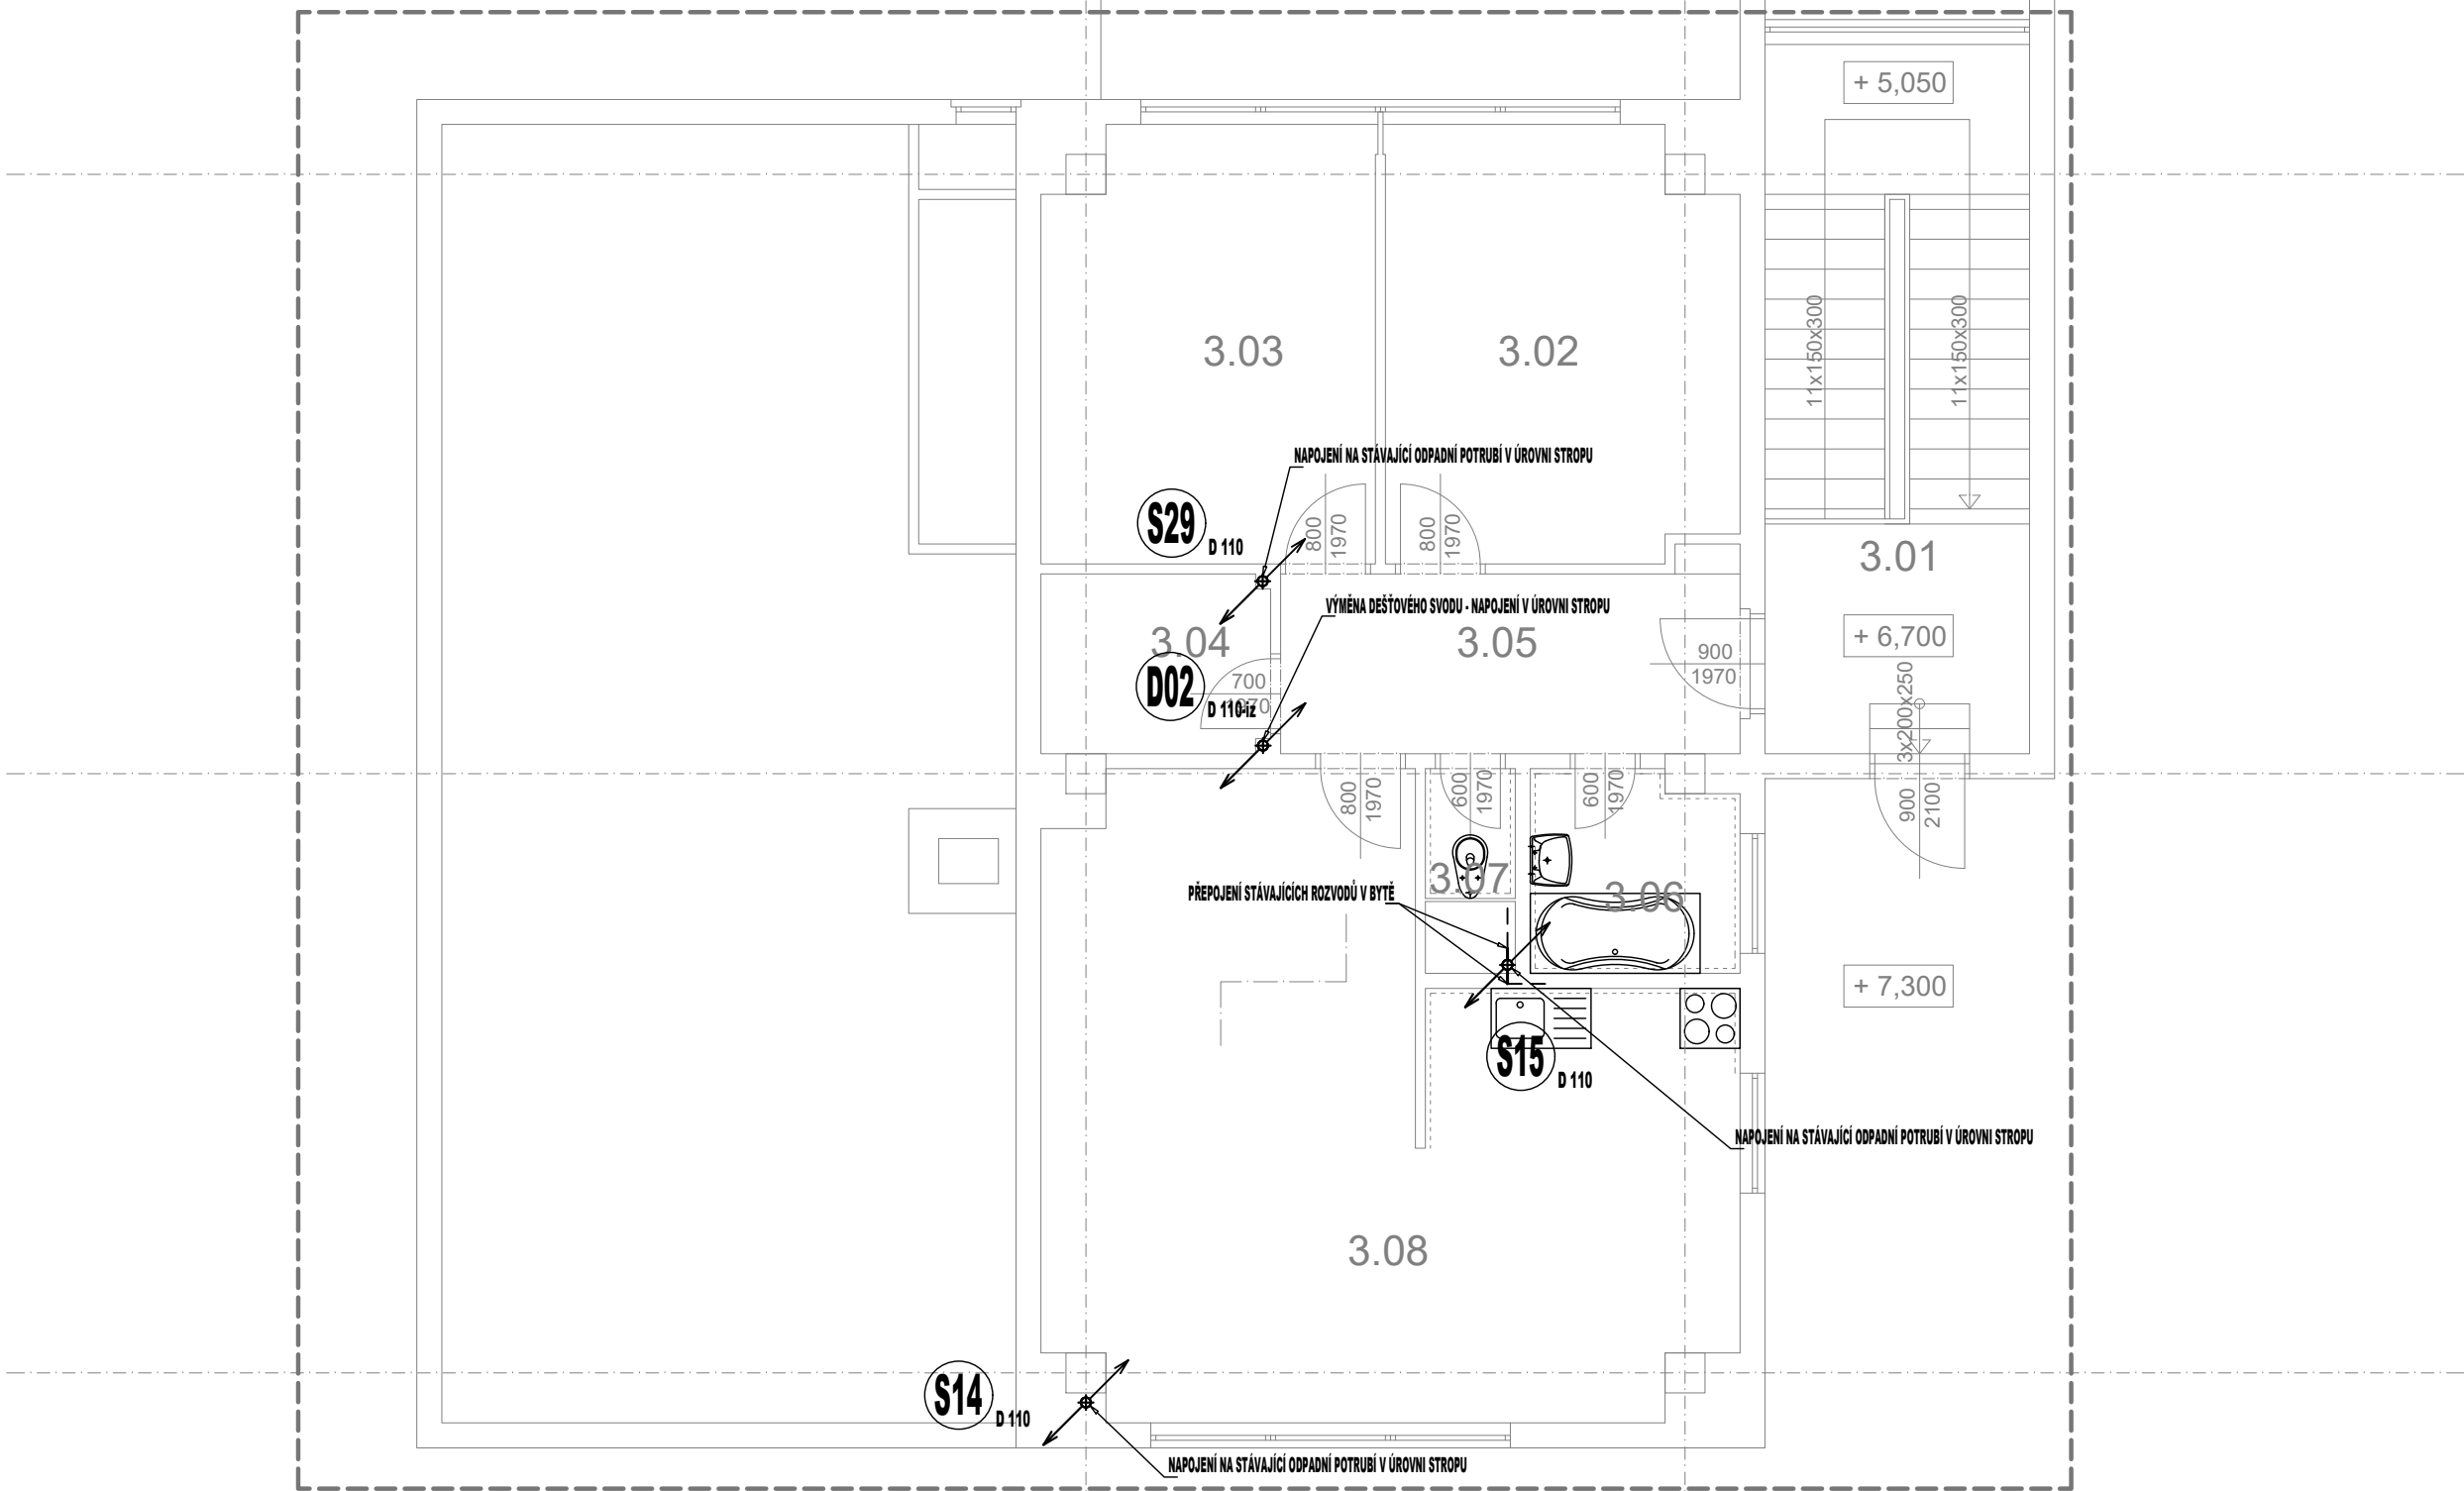 + 5,050
3.03
3.02
11x150x300
11x150x300
NAPOJENÍ NA STÁVAJÍCÍ ODPADNÍ POTRUBÍ V ÚROVNI STROPU
S29
D 110
800
1970
800
1970
3.01
VÝMĚNA DEŠŤOVÉHO SVODU - NAPOJENÍ V ÚROVNI STROPU
3.04
3.05
+ 6,700
D02
D 110-iz
700
1970
900
1970
3x200x250
800
1970
600
1970
600
1970
900
2100
3.07
3.06
PŘEPOJENÍ STÁVAJÍCÍCH ROZVODŮ V BYTĚ
+ 7,300
S15
D 110
NAPOJENÍ NA STÁVAJÍCÍ ODPADNÍ POTRUBÍ V ÚROVNI STROPU
3.08
S14
D 110
NAPOJENÍ NA STÁVAJÍCÍ ODPADNÍ POTRUBÍ V ÚROVNI STROPU